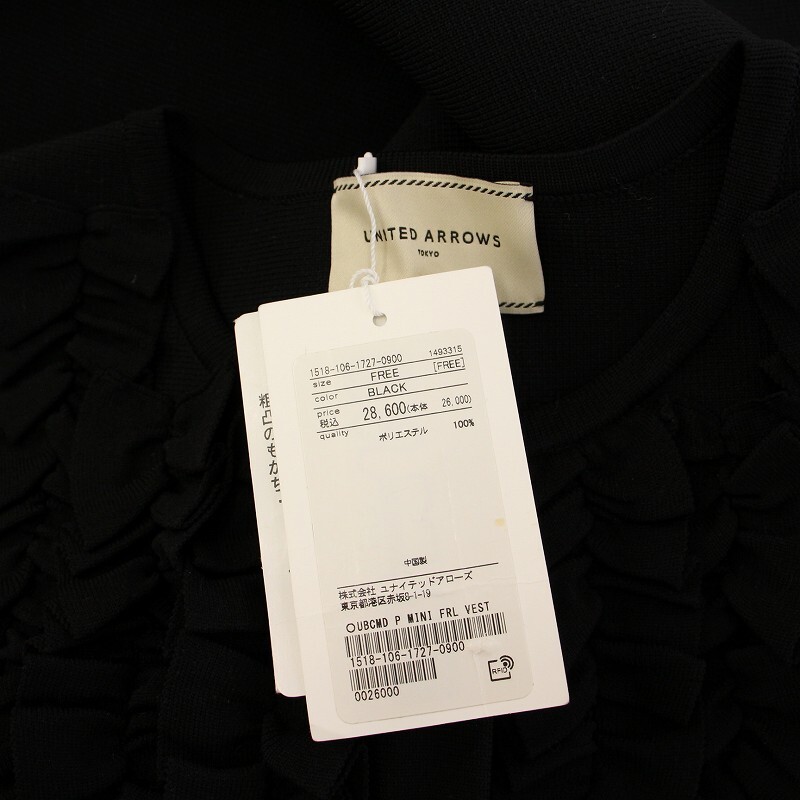 UNITED ARROWS
TOKYO
1518-106-1727-0900 1493315
size FREE [FREE]
color BLACK
price 税込 28,600(本体 26,000)
quality ポリエステル 100%
中国製
株式会社 ユナイテッドアローズ
東京都港区赤坂8-1-19
〇UBCMD P MINI FRL VEST
1518-106-1727-0900
0026000
RFID